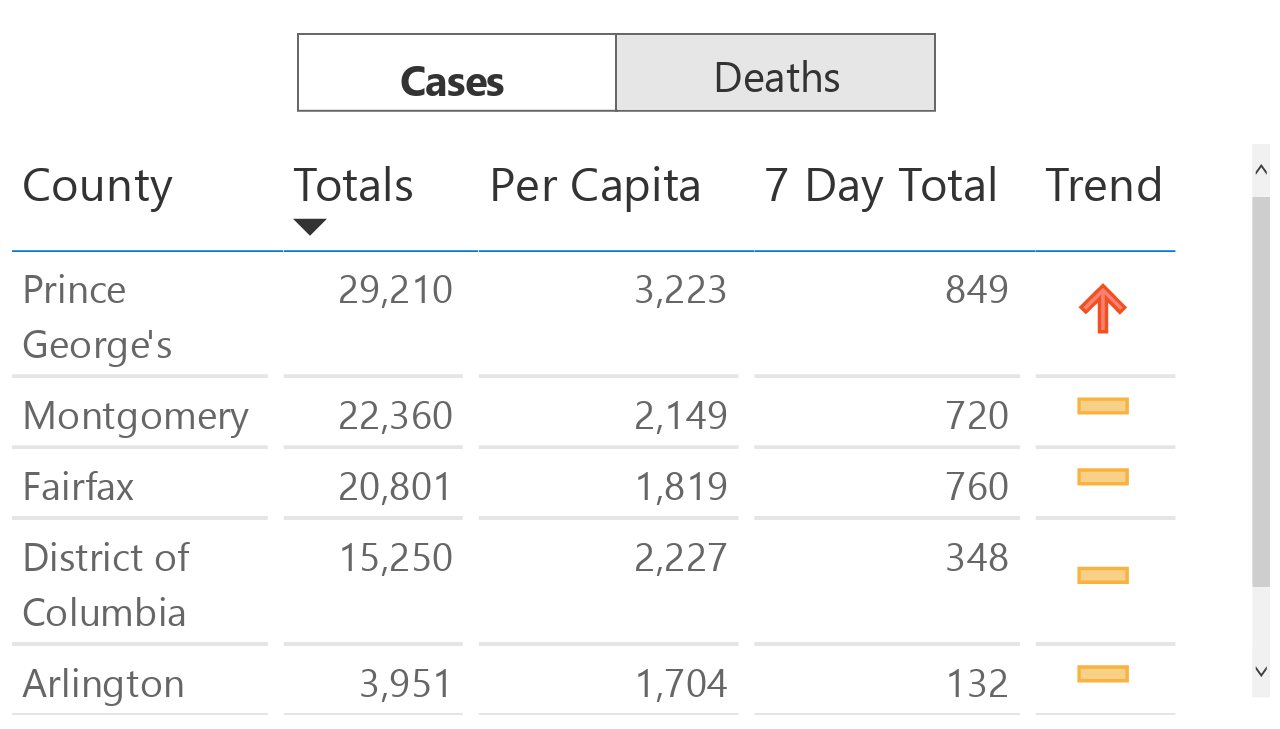 Cases Deaths
County Totals Per Capita 7 Day Total Trend
Prince 29,210 3,223 849
George's
Montgomery 22,360 2,149 720
Fairfax 20,801 1,819 760
District of 15,250 2,227 348
Columbia
Arlington 3,951 1,704 132